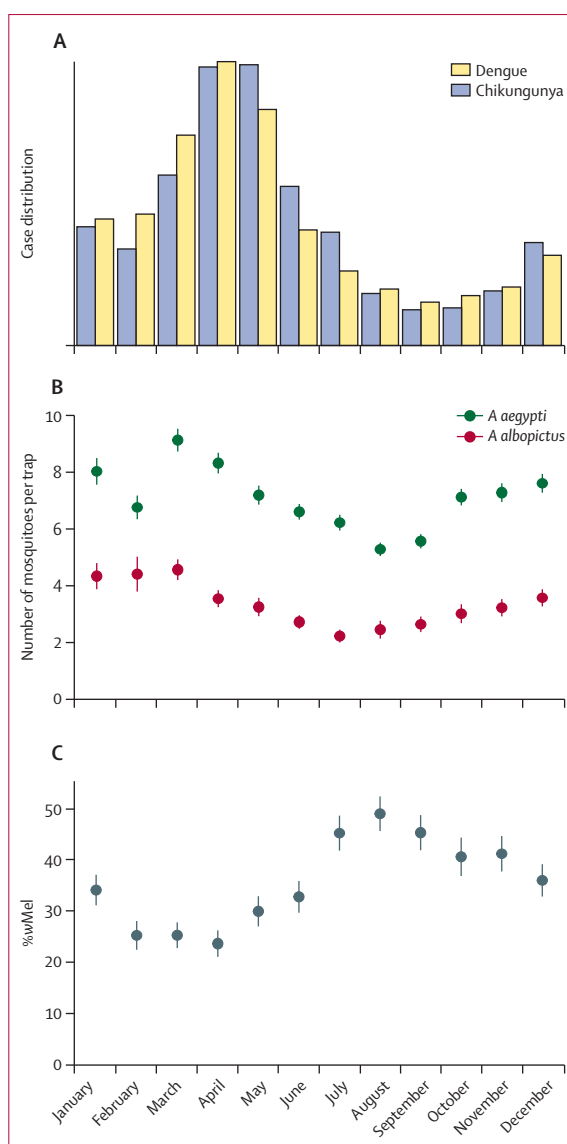 A
Dengue
Chikungunya
Case distribution
B
A aegypti
A albopictus
Number of mosquitoes per trap
10
8
6
4
2
0
C
%wMel
50
40
30
20
10
0
January
February
March
April
May
June
July
August
September
October
November
December